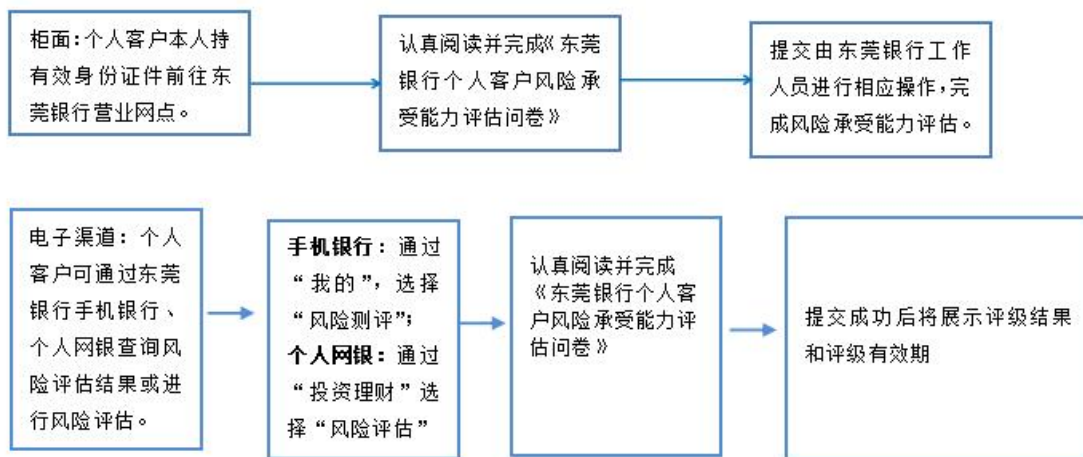 柜面:个人客户本人持
有效身份证件前往东
莞银行营业网点。
认真阅读并完成《东莞
银行个人客户风险承
受能力评估问卷》
提交由东莞银行工作
人员进行相应操作,完
成风险承受能力评估。
电子渠道：个人
客户可通过东莞
银行手机银行、
个人网银查询风
险评估结果或进
行风险评估。
手机银行：通过
“我的”，选择
“风险测评”；
个人网银：通过
“投资理财”选
择“风险评估”
认真阅读并完成
《东莞银行个人客
户风险承受能力评
估问卷》
提交成功后将展示评级结果
和评级有效期